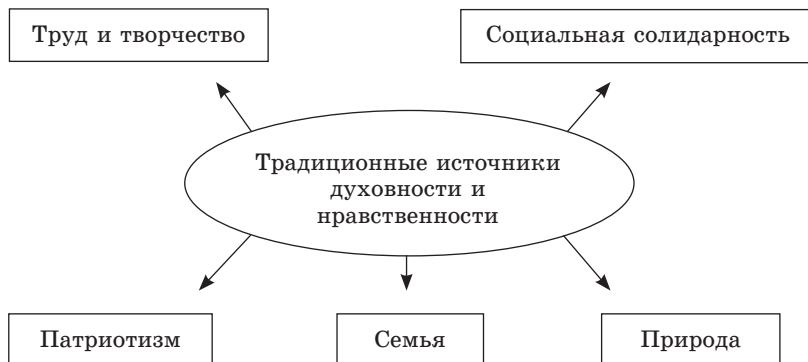 Труд и творчество
Социальная солидарность
Традиционные источники
духовности и
нравственности
Патриотизм
Семья
Природа